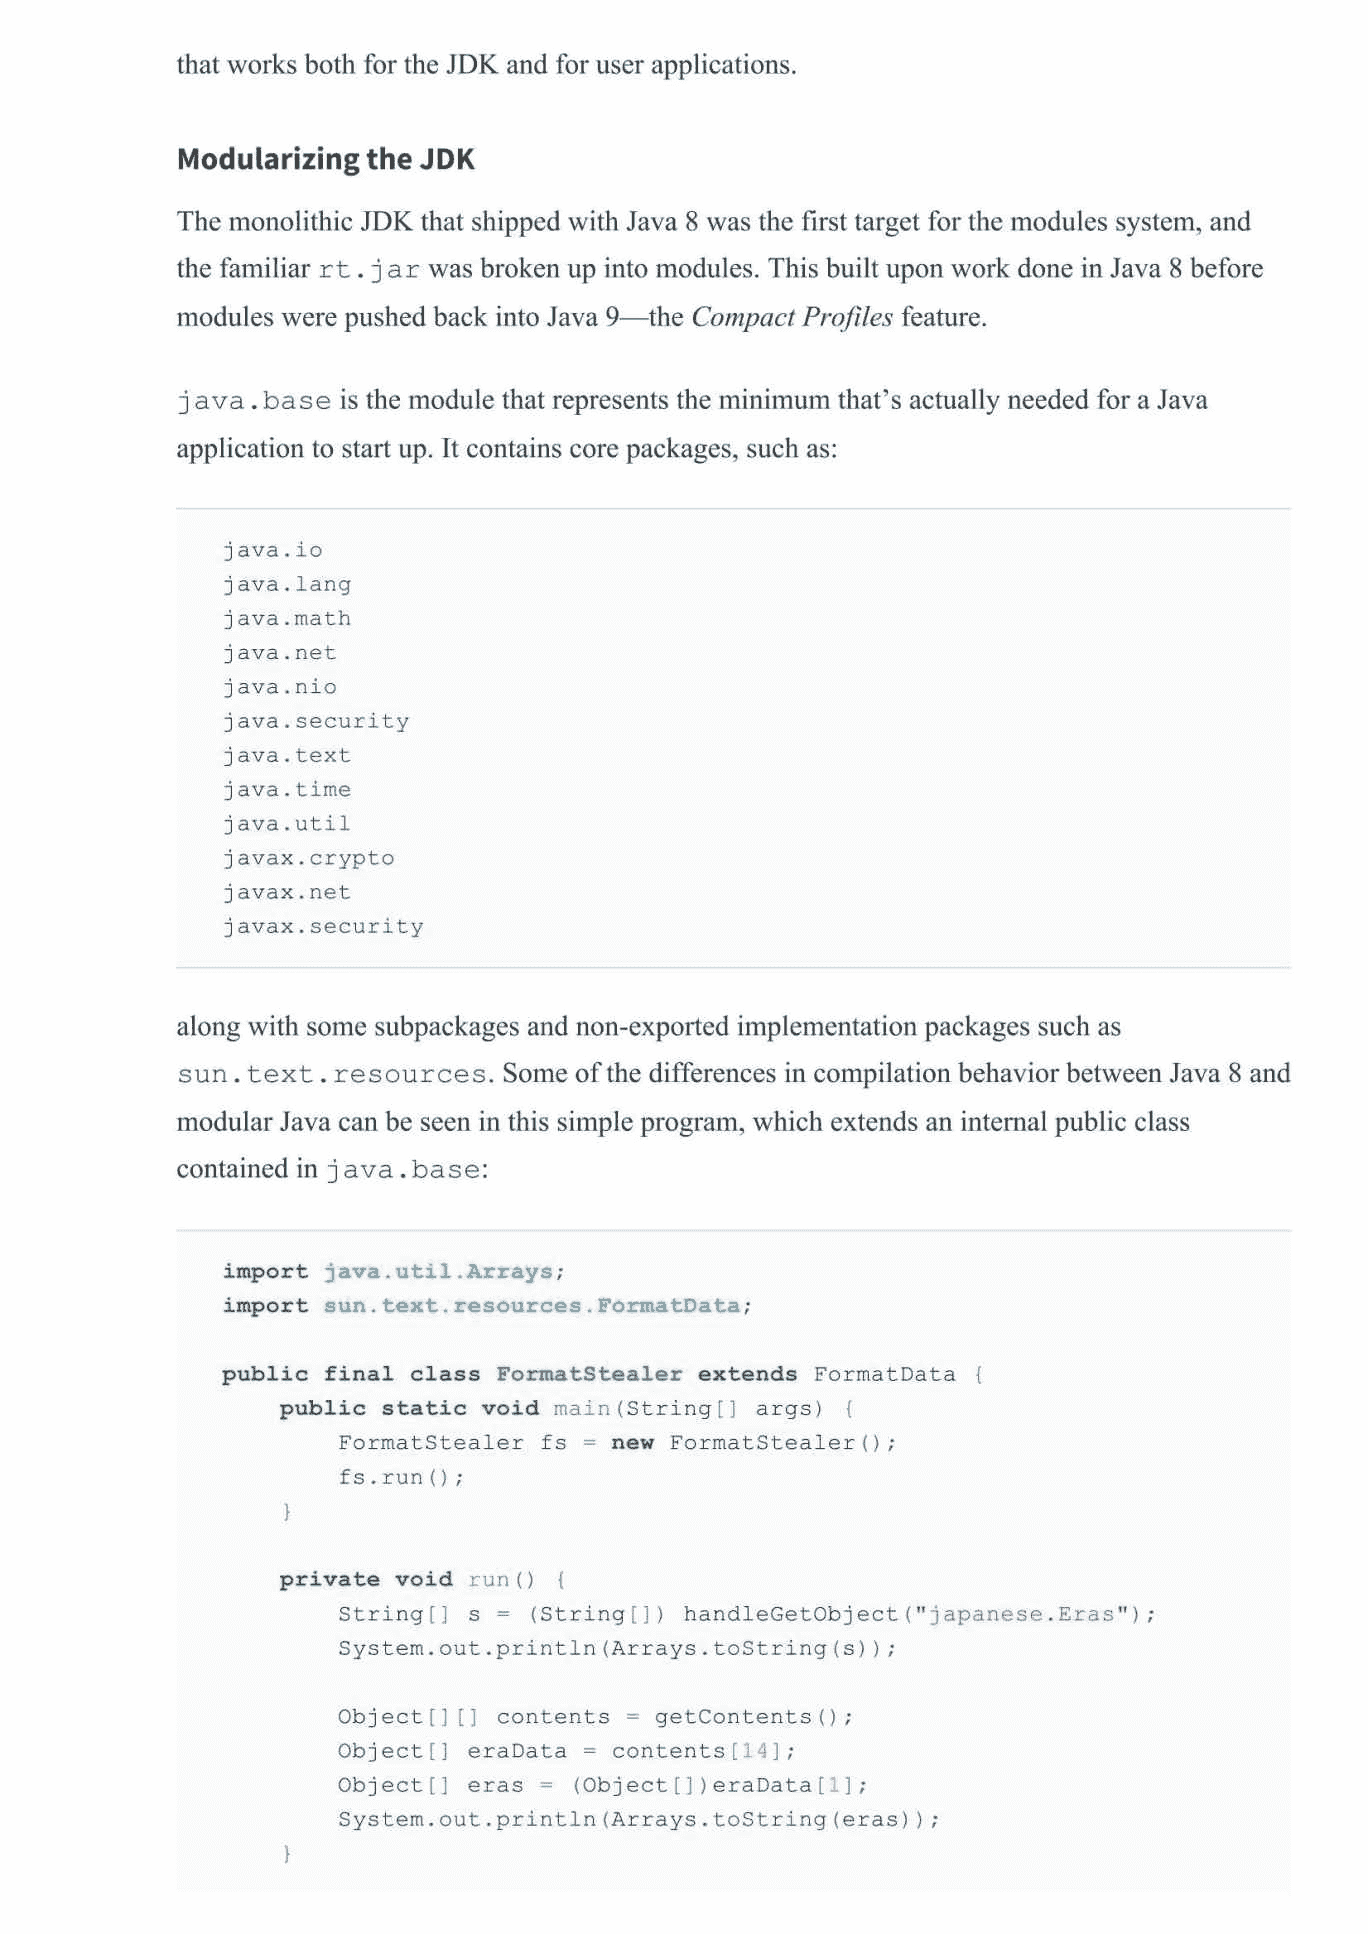 that works both for the JDK and for user applications.
Modularizing the JDK
The monolithic JDK that shipped with Java 8 was the first target for the modules system, and
the familiar rt.jar was broken up into modules. This built upon work done in Java 8 before
modules were pushed back into Java 9—the Compact Profiles feature.
java.base is the module that represents the minimum that’s actually needed for a Java
application to start up. It contains core packages, such as:
java.io
java.lang
java.math
java.net
java.nio
java.security
java.text
java.time
java.util
javax.crypto
javax.net
javax.security
along with some subpackages and non-exported implementation packages such as
sun.text.resources. Some of the differences in compilation behavior between Java 8 and
modular Java can be seen in this simple program, which extends an internal public class
contained in java.base:
import java.util.Arrays;
import sun.text.resources.FormatData;
public final class FormatStealer extends FormatData {
    public static void main(String[] args) {
        FormatStealer fs = new FormatStealer();
        fs.run();
    }
    private void run() {
        String[] s = (String[]) handleGetObject("japanese.Eras");
        System.out.println(Arrays.toString(s));
        Object[][] contents = getContents();
        Object[] eraData = contents[14];
        Object[] eras = (Object[])eraData[1];
        System.out.println(Arrays.toString(eras));
    }